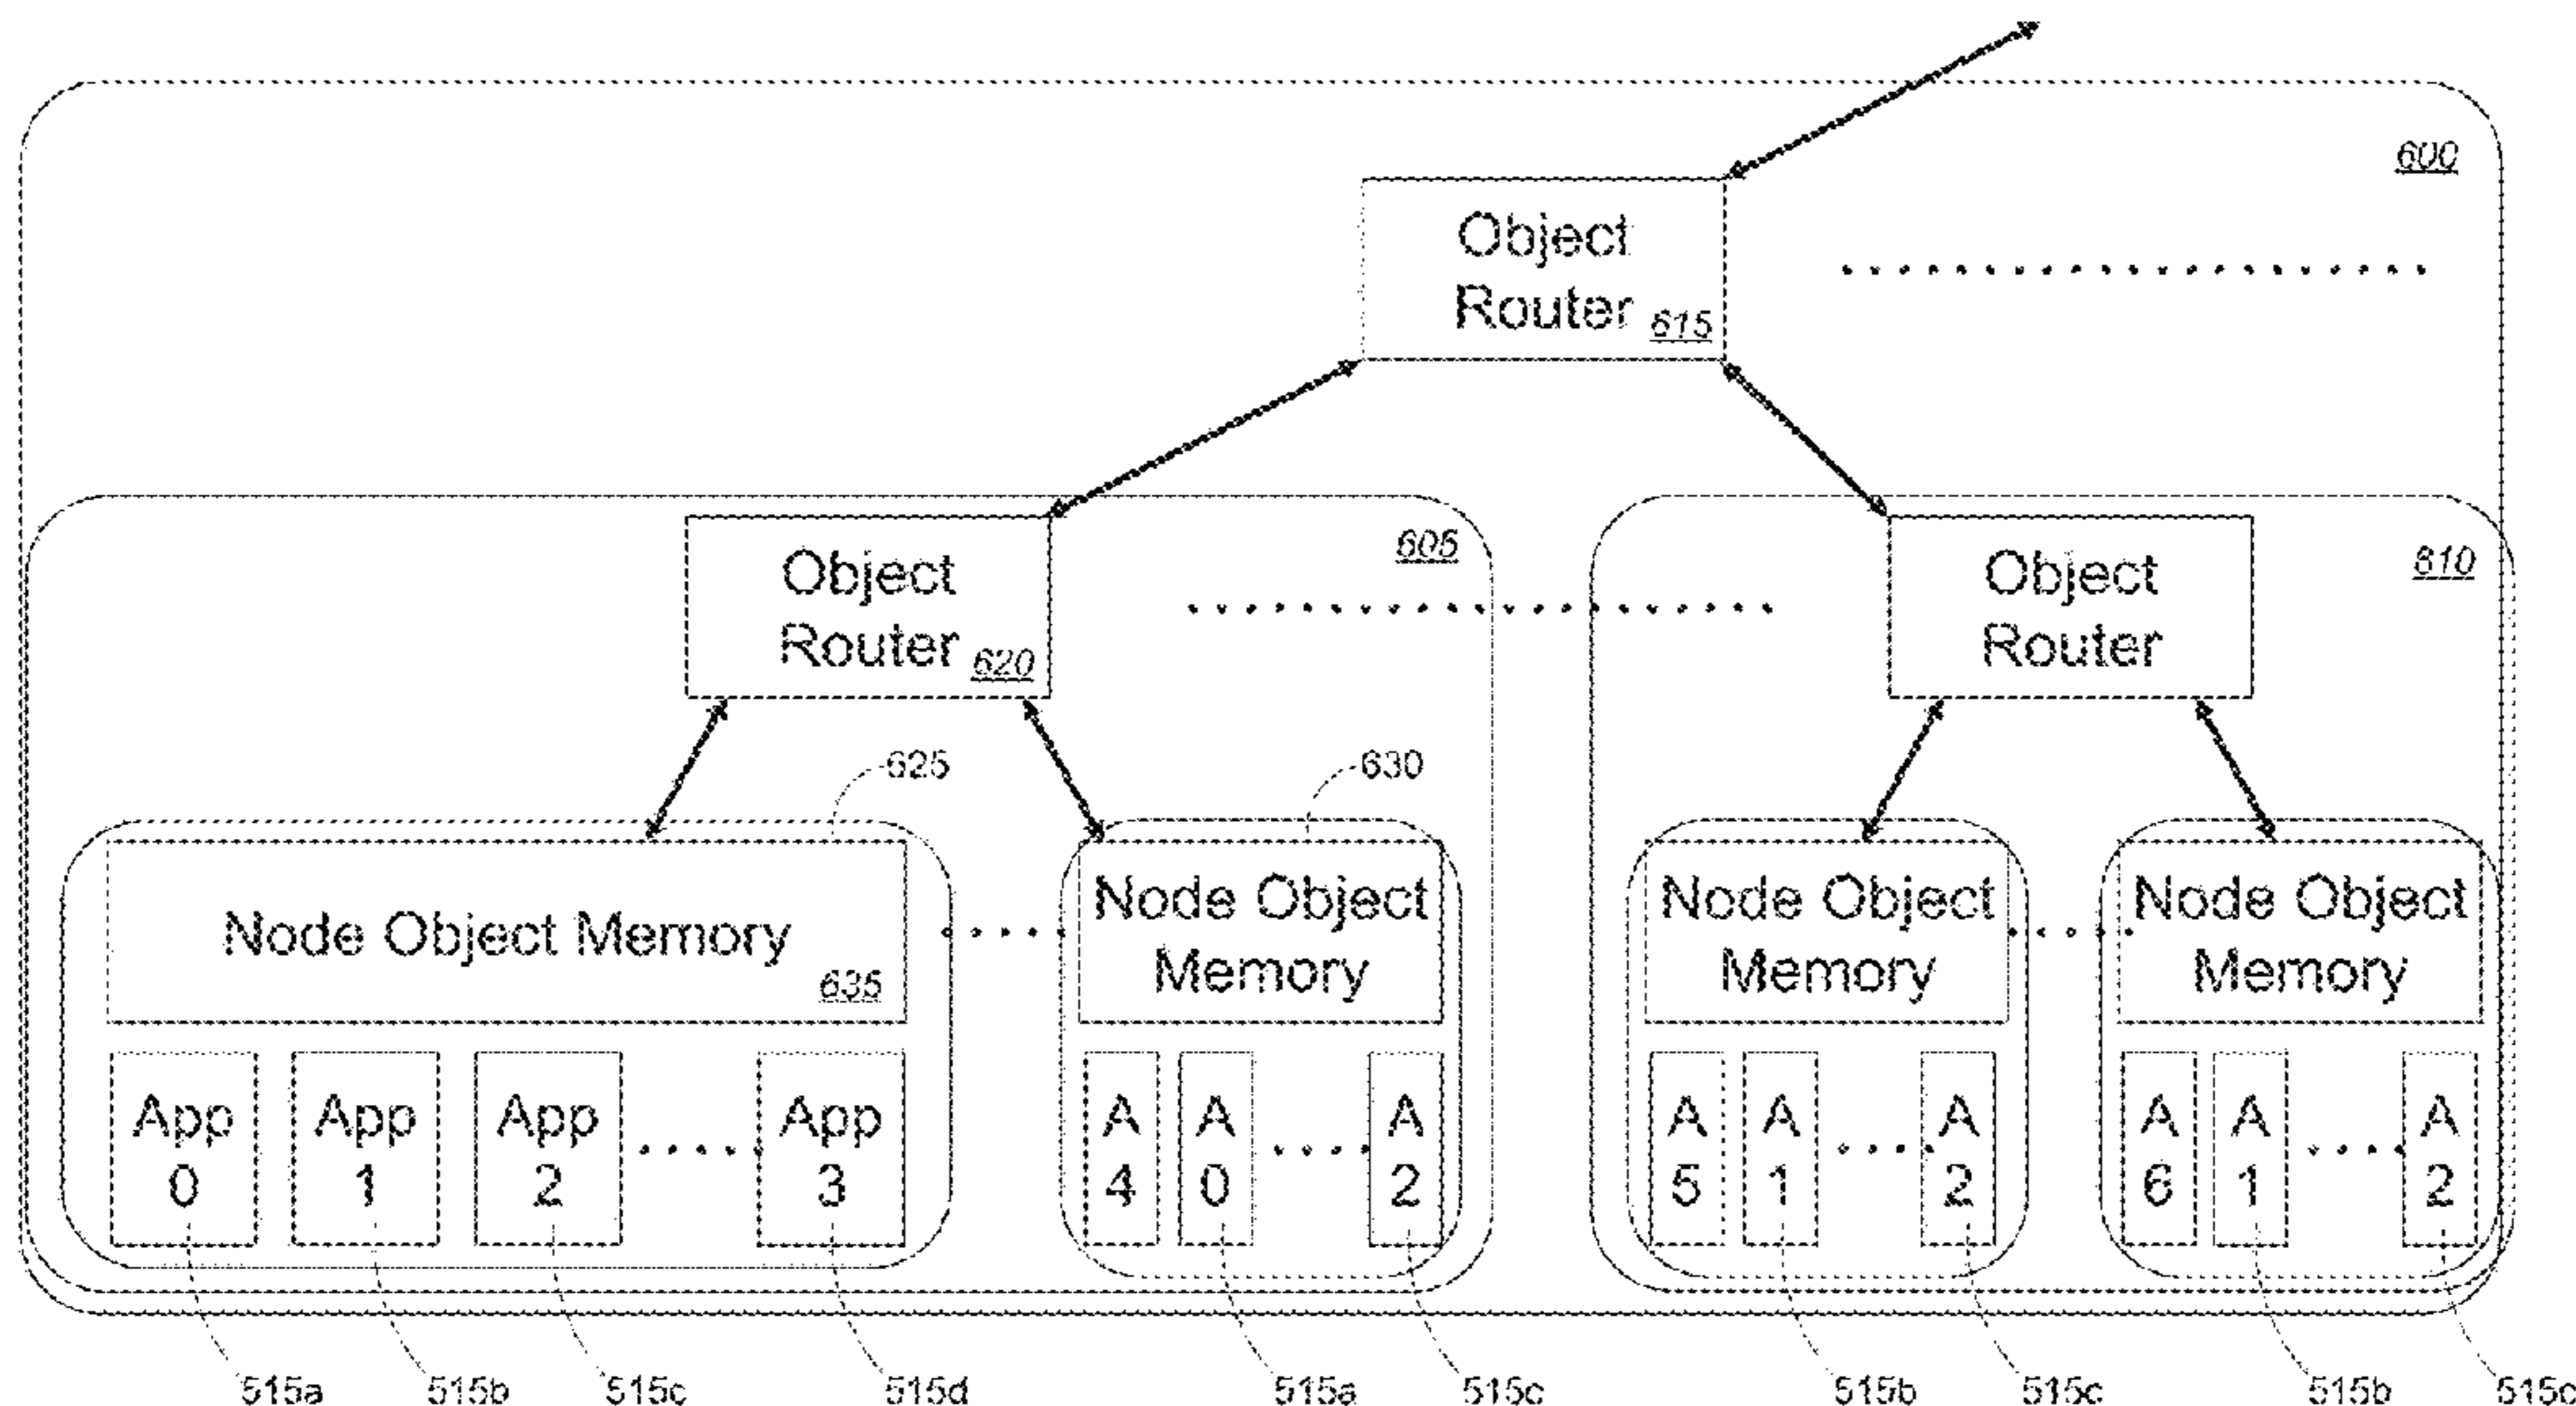 600
Object
Router 615
605
610
Object
Router 620
Object
Router
625
630
Node Object Memory
635
Node Object
Memory
Node Object
Memory
Node Object
Memory
App
0
App
1
App
2
App
3
A
4
A
0
A
2
A
5
A
1
A
2
A
6
A
1
A
2
515a
515b
515c
515d
515a
515c
515b
515c
515b
515c